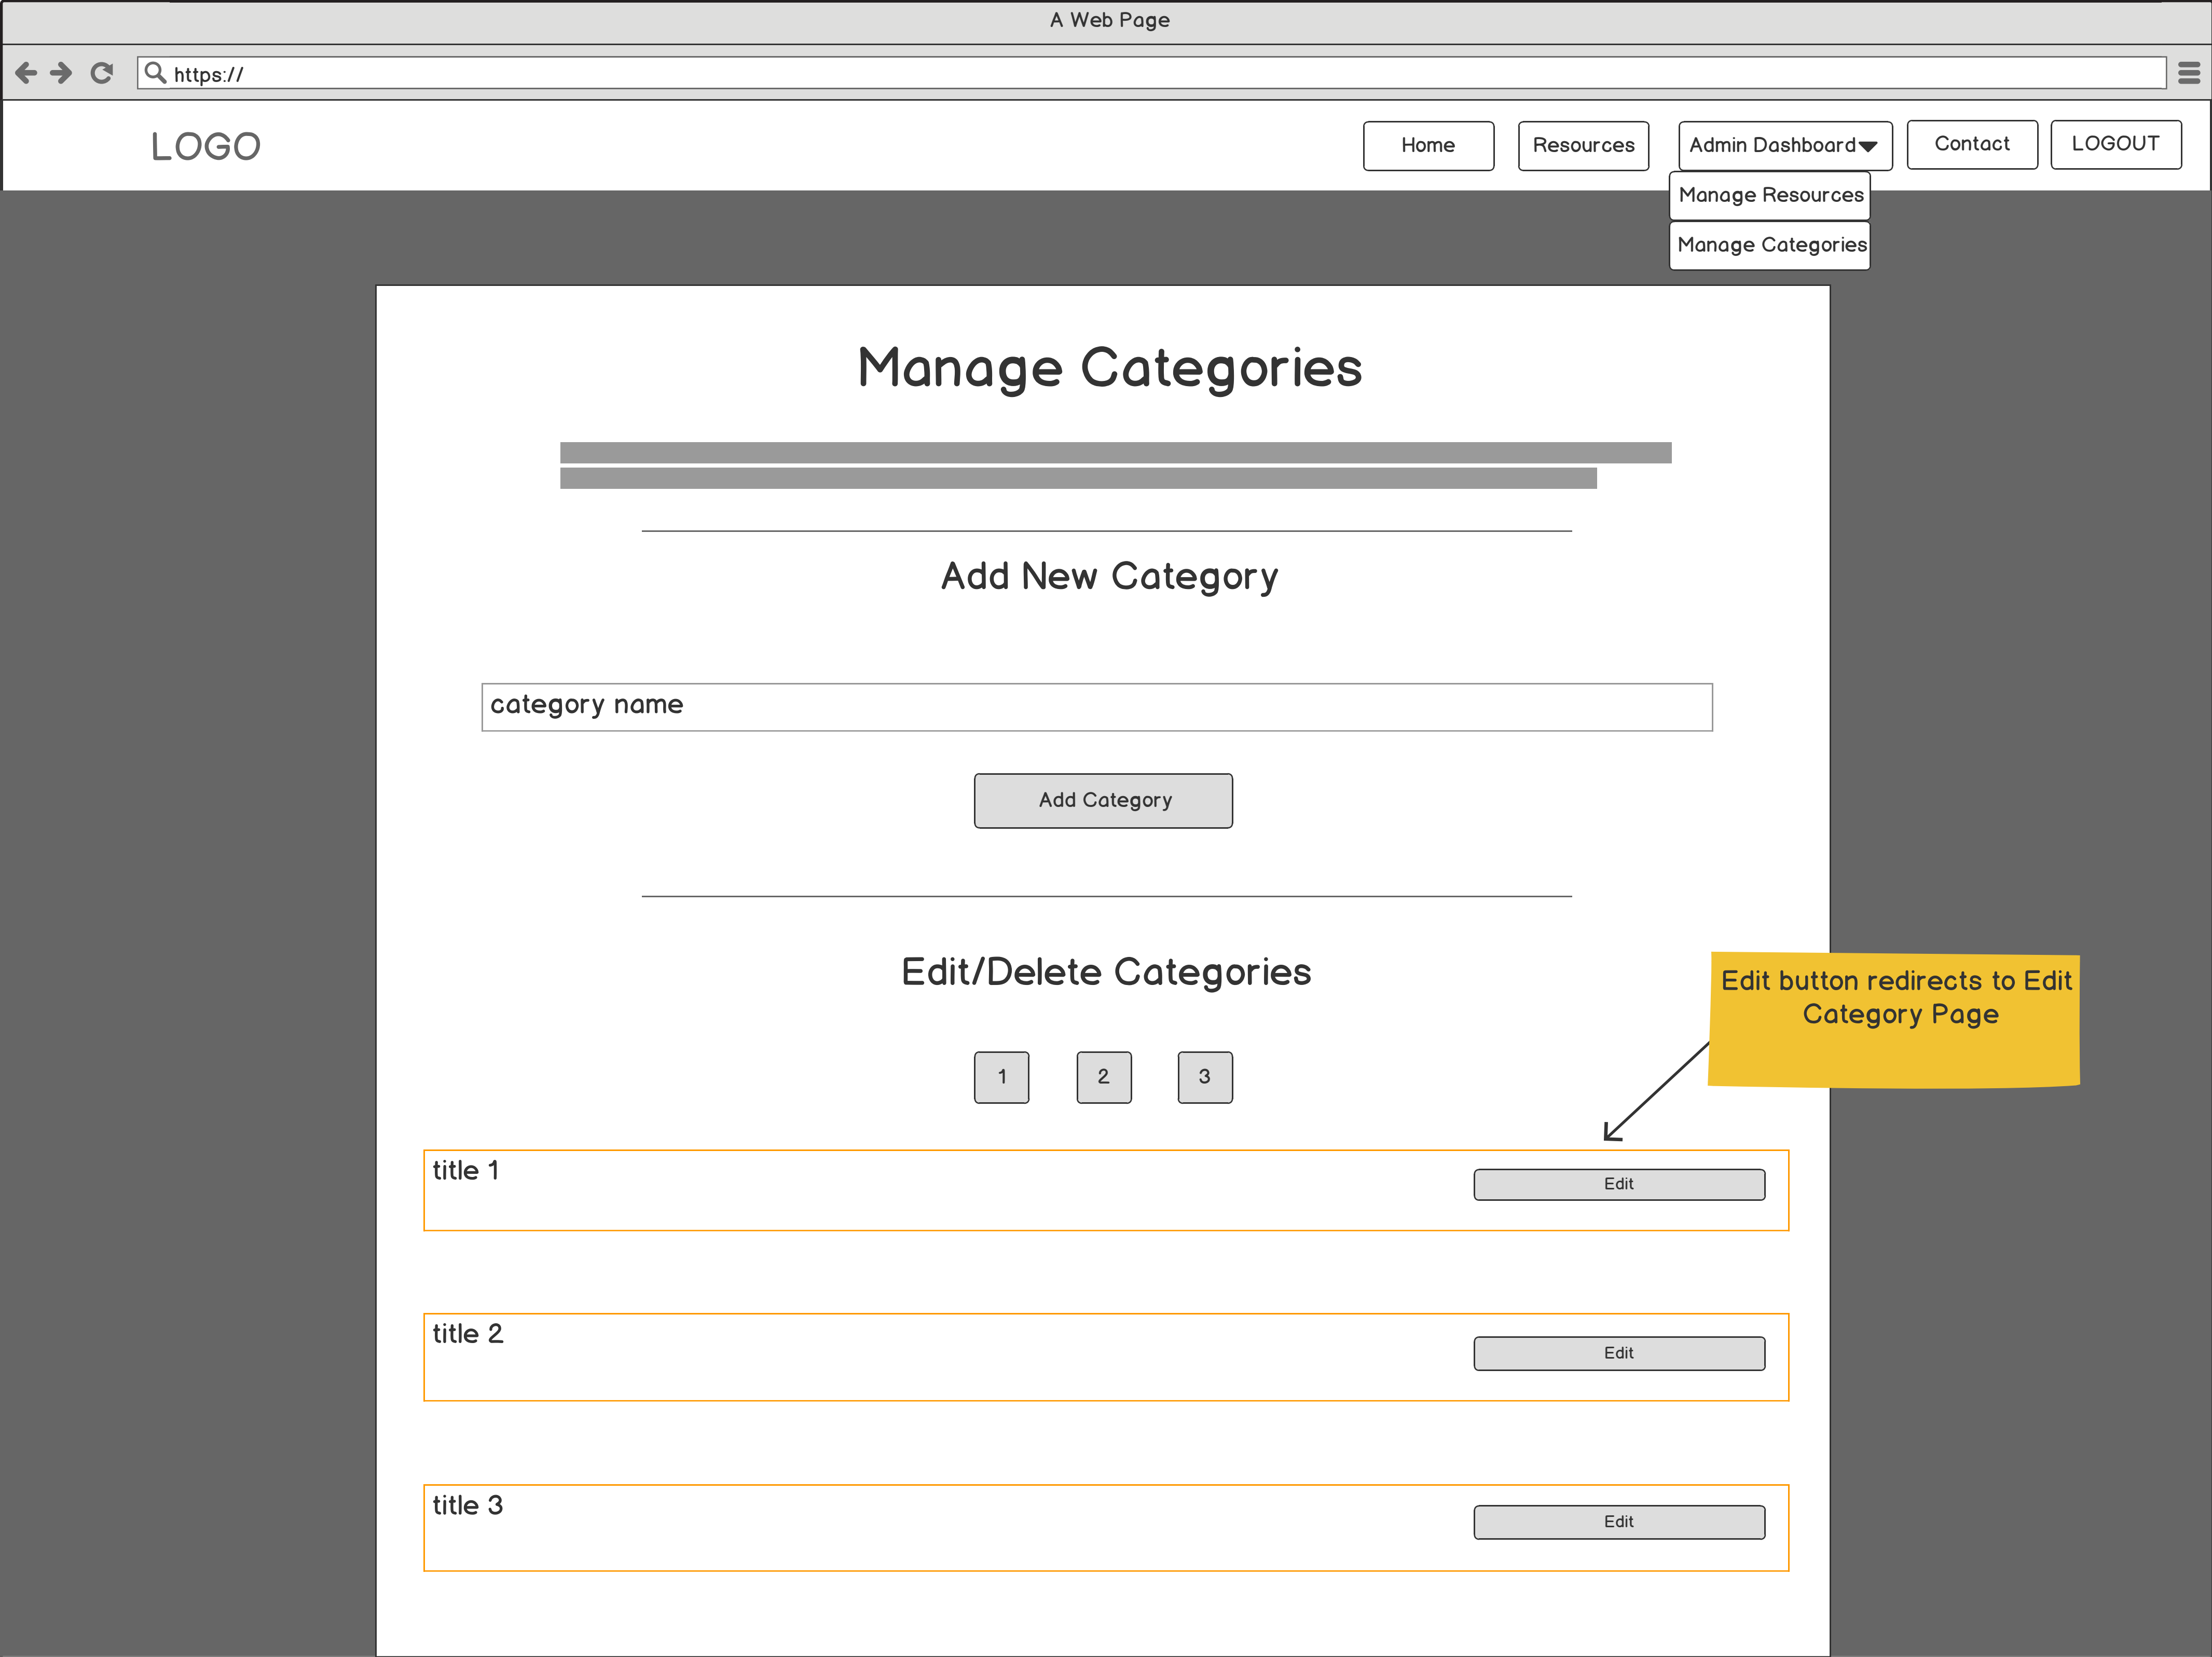 A Web Page
https://
LOGO
Home
Resources
Admin Dashboard
Contact
LOGOUT
Manage Resources
Manage Categories
Manage Categories
Add New Category
category name
Add Category
Edit/Delete Categories
Edit button redirects to Edit
Category Page
1 2 3
title 1
Edit
title 2
Edit
title 3
Edit